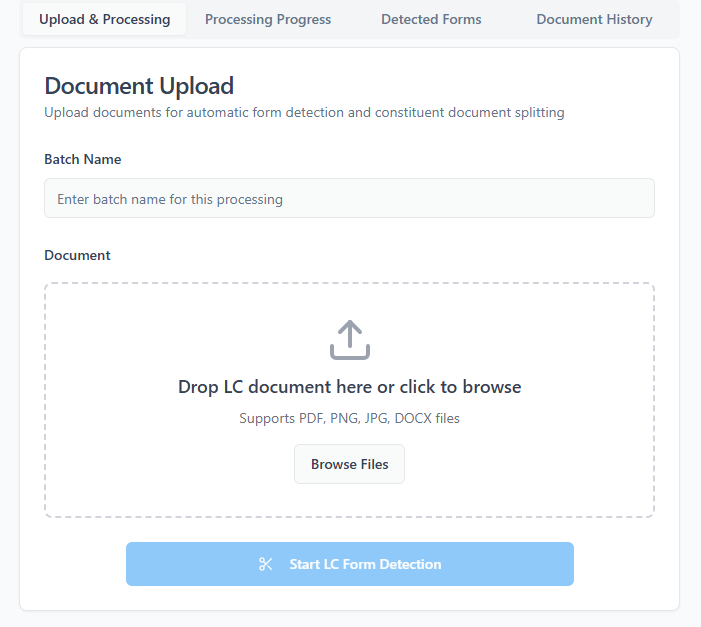 Upload & Processing
Processing Progress
Detected Forms
Document History
Document Upload
Upload documents for automatic form detection and constituent document splitting
Batch Name
Enter batch name for this processing
Document
Drop LC document here or click to browse
Supports PDF, PNG, JPG, DOCX files
Browse Files
Start LC Form Detection